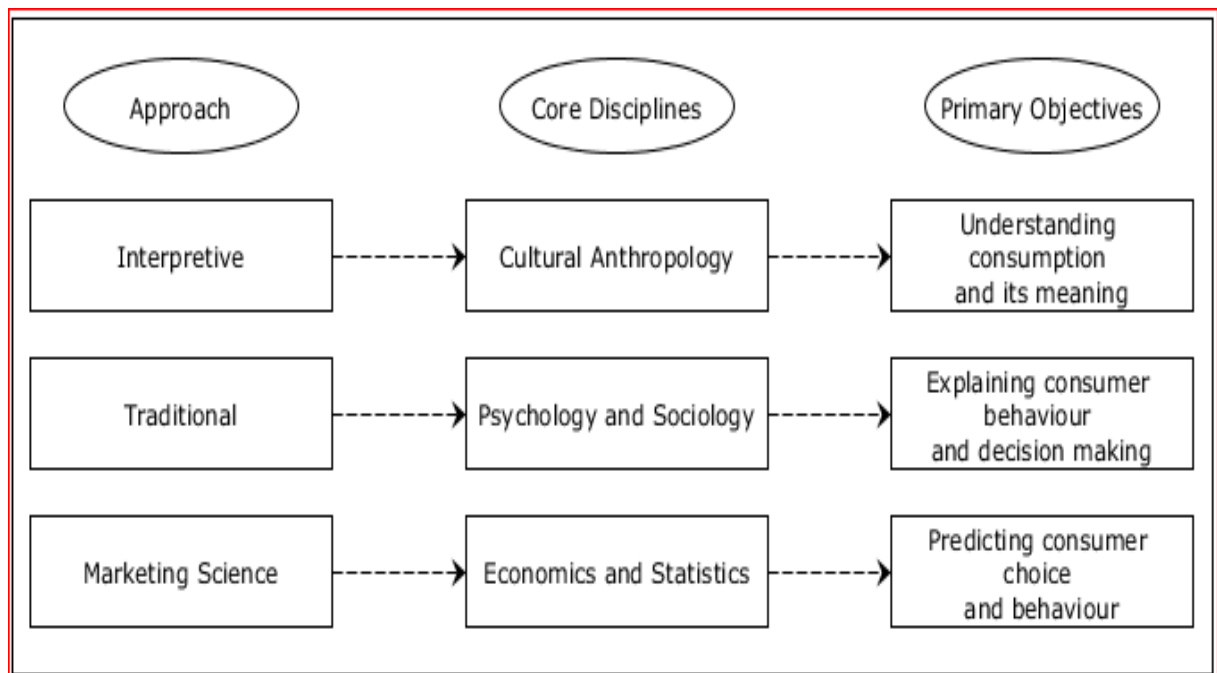 Approach
Core Disciplines
Primary Objectives
Interpretive
Cultural Anthropology
Understanding
consumption
and its meaning
Traditional
Psychology and Sociology
Explaining consumer
behaviour
and decision making
Marketing Science
Economics and Statistics
Predicting consumer
choice
and behaviour